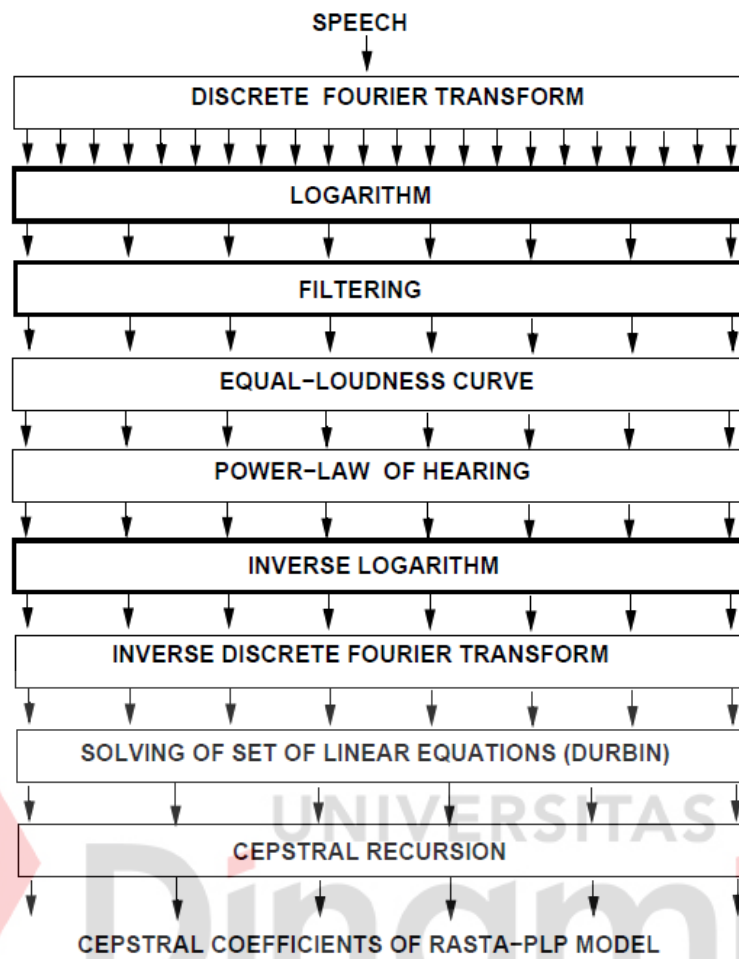 SPEECH
DISCRETE FOURIER TRANSFORM
LOGARITHM
FILTERING
EQUAL−LOUDNESS CURVE
POWER−LAW OF HEARING
INVERSE LOGARITHM
INVERSE DISCRETE FOURIER TRANSFORM
SOLVING OF SET OF LINEAR EQUATIONS (DURBIN)
UNIVERSITAS
CEPSTRAL RECURSION
CEPSTRAL COEFFICIENTS OF RASTA−PLP MODEL